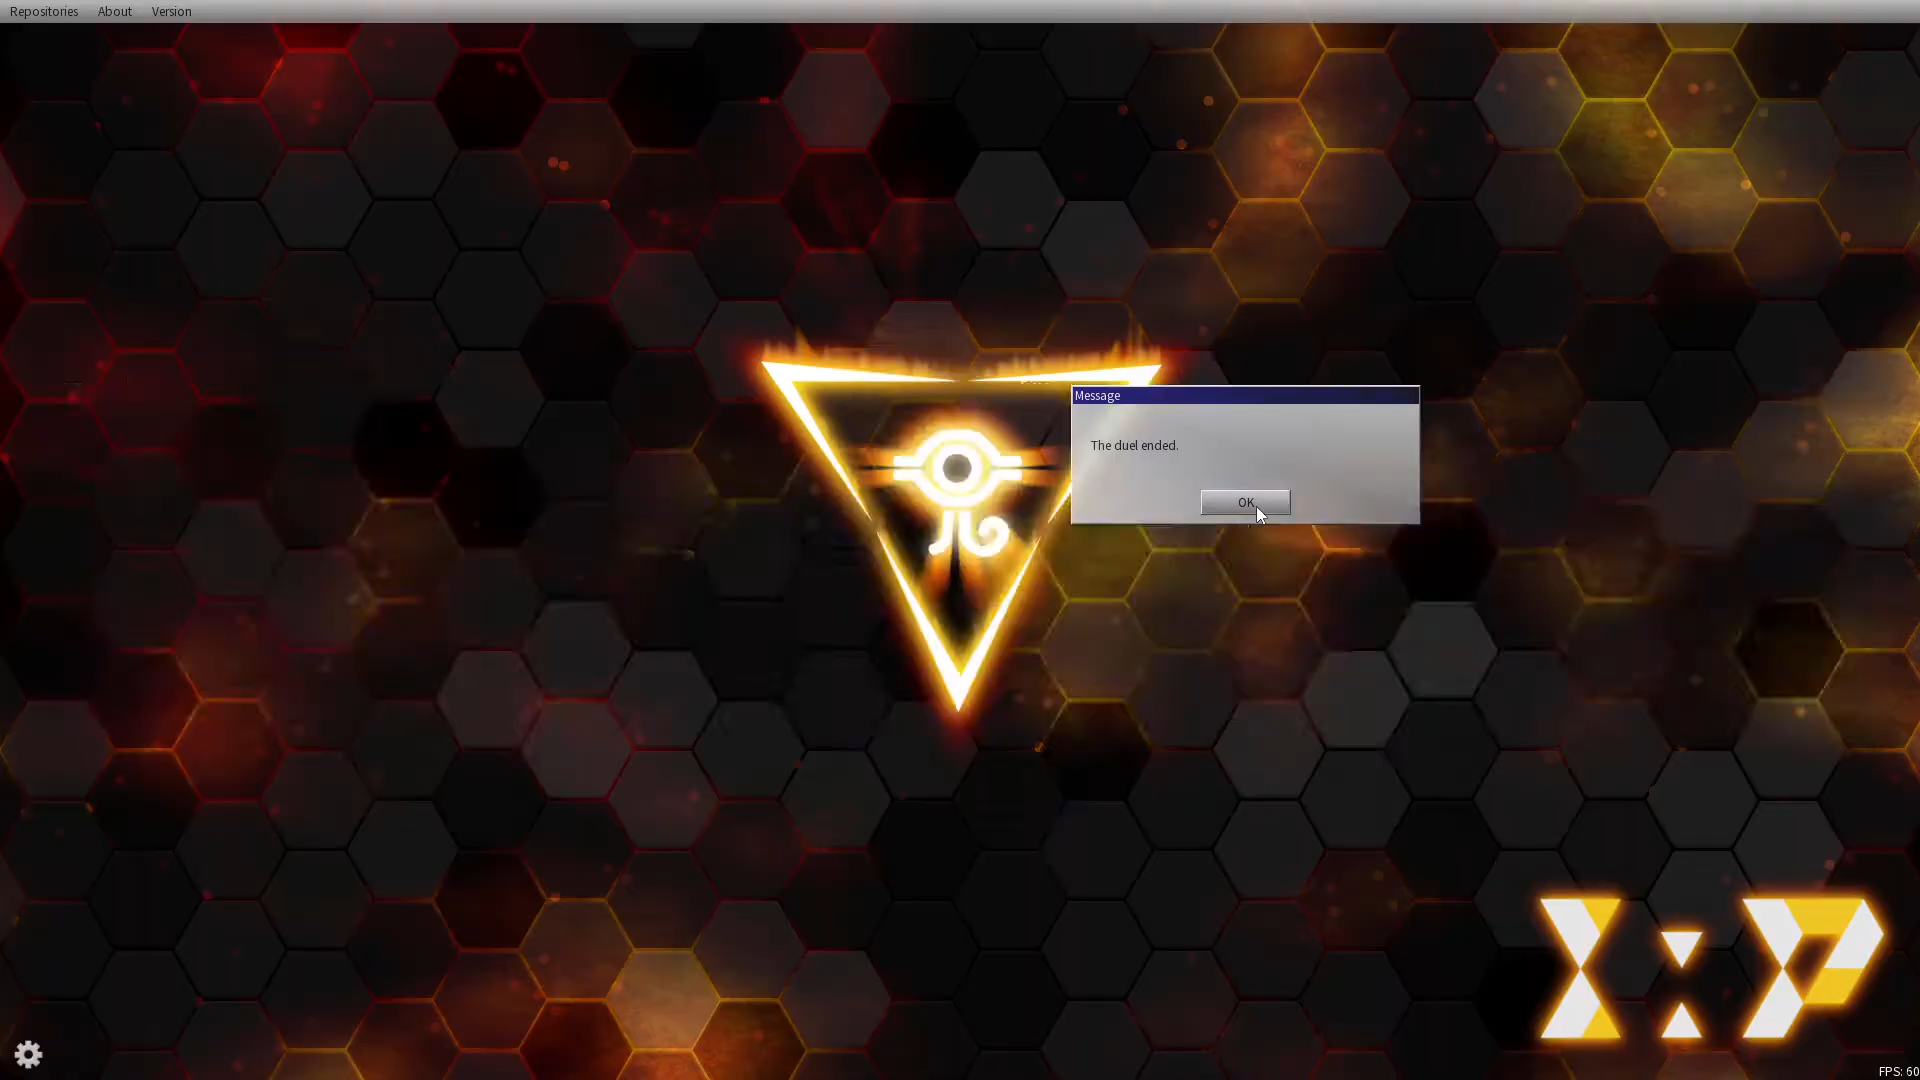 Repositories About Version
Message
The duel ended.
OK
I:P
FPS: 60